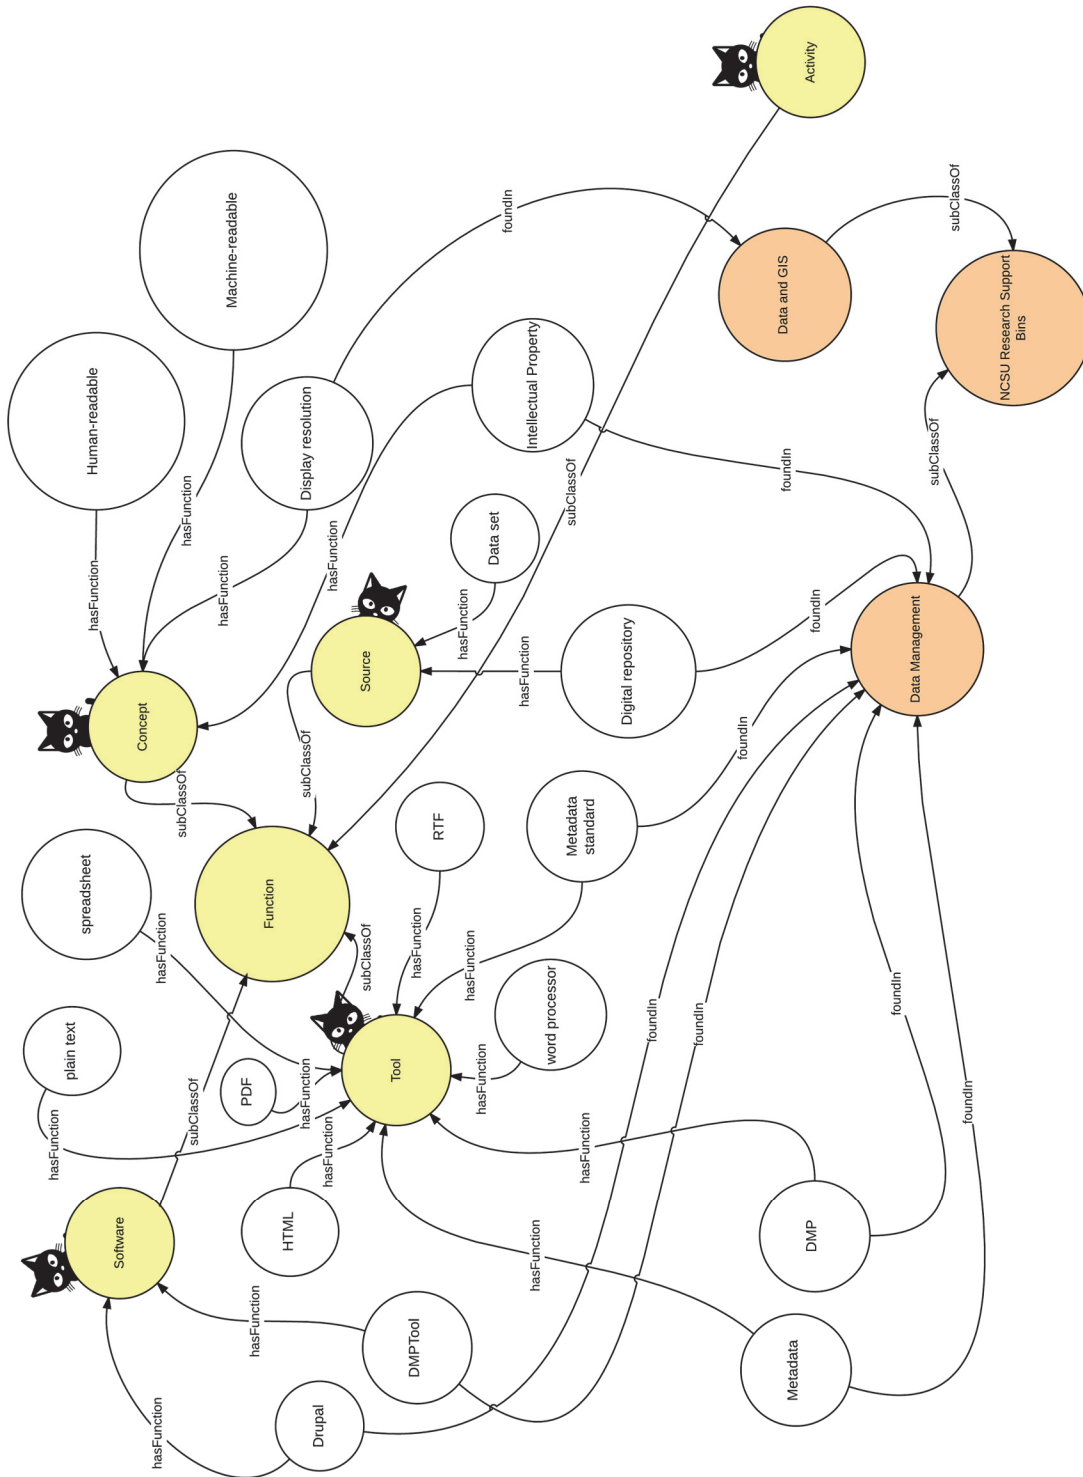 hasFunction
plain text
spreadsheet
Human-readable
hasFunction
Software
Concept
hasFunction
hasFunction
subClassOf
hasFunction
subClassOf
hasFunction
Machine-readable
PDF
hasFunction
Function
HTML
hasFunction
subClassOf
Display resolution
Drupal
hasFunction
hasFunction
Source
subClassOf
Tool
DMPTool
hasFunction
RTF
hasFunction
hasFunction
hasFunction
Data set
foundIn
hasFunction
Intellectual Property
hasFunction
word processor
subClassOf
Metadata
standard
hasFunction
Digital repository
foundIn
foundIn
foundIn
Data and GIS
foundIn
Metadata
DMP
Activity
foundIn
foundIn
Data Management
subClassOf
subClassOf
foundIn
NCSU Research Support
Bins